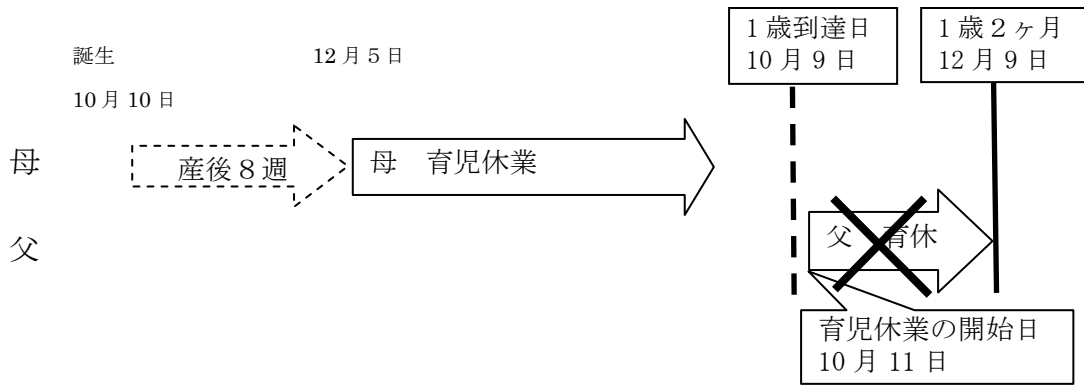 1歳到達日
10月9日
1歳2ヶ月
12月9日
誕生
12月5日
10月10日
母
産後8週
母 育児休業
父
父 育休
育児休業の開始日
10月11日